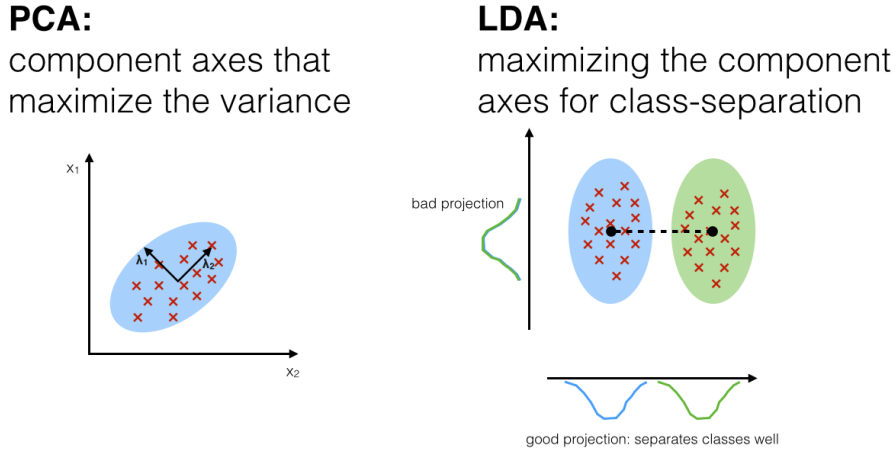 PCA:
component axes that
maximize the variance
x₁
λ₁
λ₂
x₂
LDA:
maximizing the component
axes for class-separation
bad projection
good projection: separates classes well